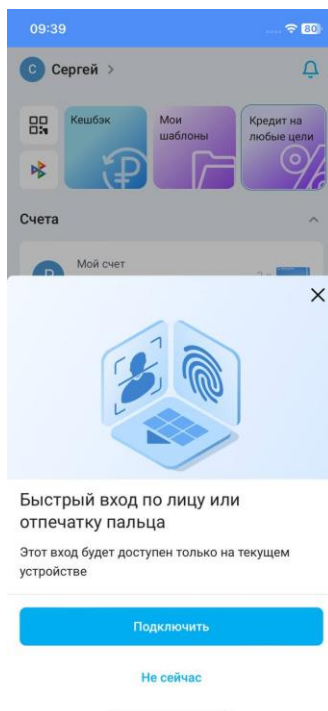 09:39
80
С Сергей >
Кешбэк
Мои
шаблоны
Кредит на
любые цели
Счета
Мой счет
Быстрый вход по лицу или
отпечатку пальца
Этот вход будет доступен только на текущем
устройстве
Подключить
Не сейчас